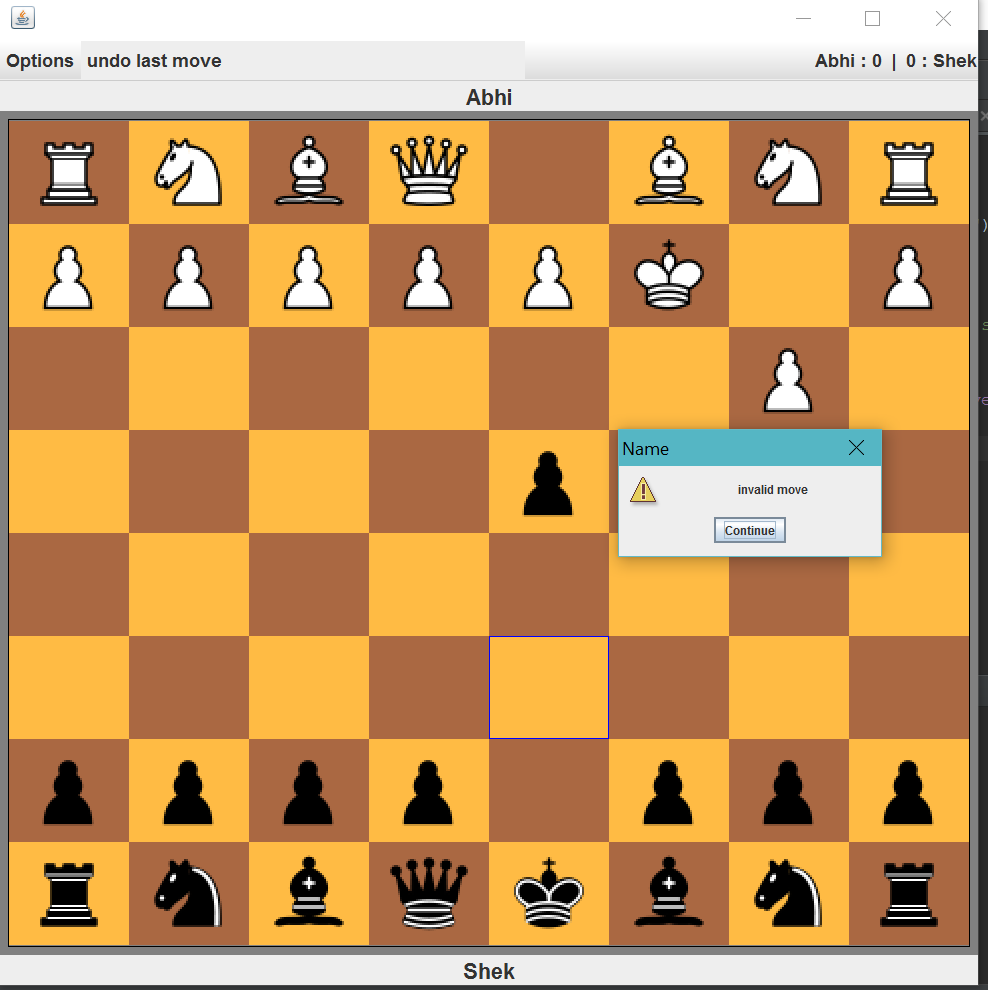 Options undo last move Abhi : 0 | 0 : Shek
Abhi
Name
invalid move
Continue
Shek